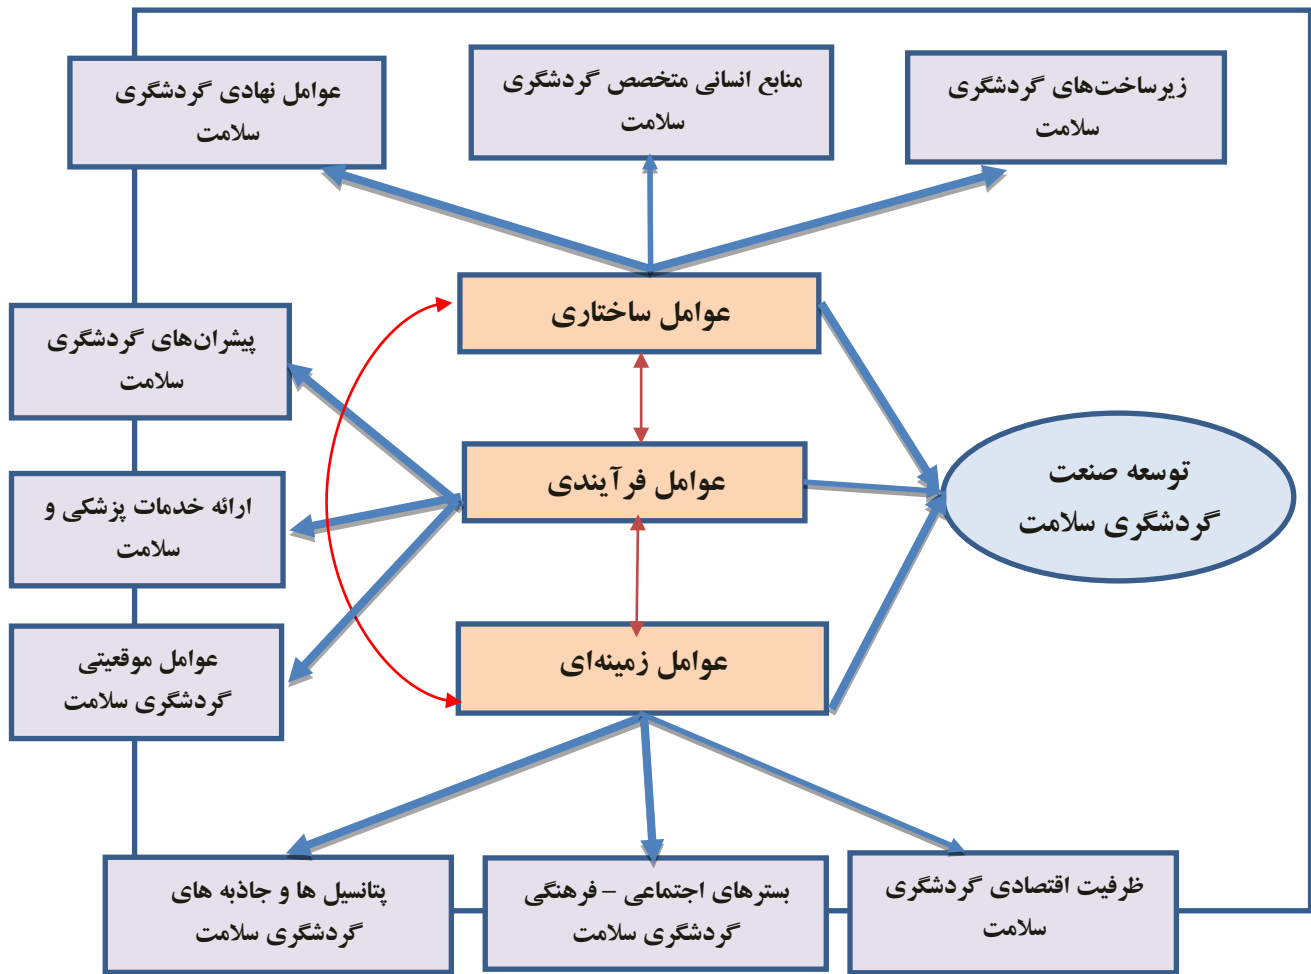 زیرساخت‌های گردشگری
سلامت
منابع انسانی متخصص گردشگری
سلامت
عوامل نهادی گردشگری
سلامت
عوامل ساختاری
پیشران‌های گردشگری
سلامت
توسعه صنعت
گردشگری سلامت
عوامل فرآیندی
ارائه خدمات پزشکی و
سلامت
عوامل زمینه‌ای
عوامل موقعیتی
گردشگری سلامت
ظرفیت اقتصادی گردشگری
سلامت
بسترهای اجتماعی – فرهنگی
گردشگری سلامت
پتانسیل ها و جاذبه های
گردشگری سلامت